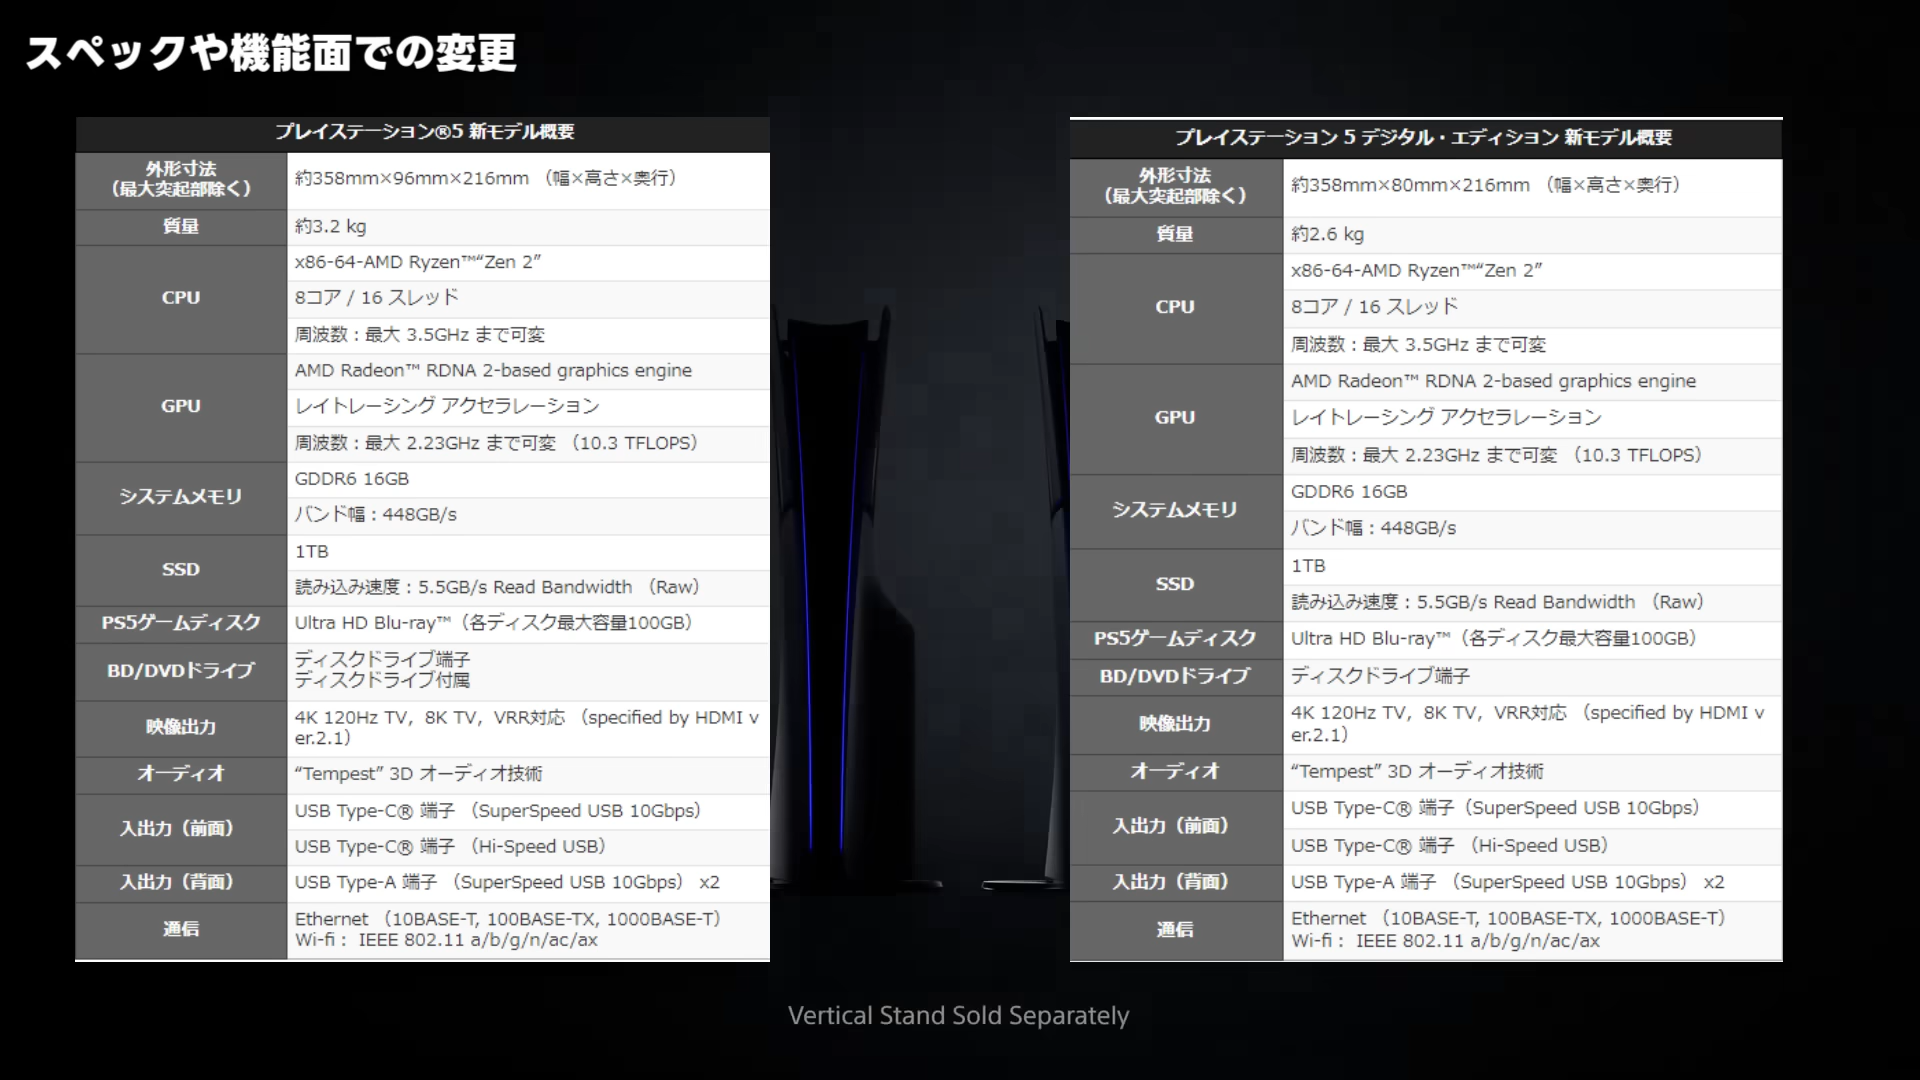 スペックや機能面での変更
プレイステーション®5 新モデル概要
外形寸法
（最大突起部除く）
約358mm×96mm×216mm （幅×高さ×奥行）
質量
約3.2 kg
CPU
x86-64-AMD Ryzen™“Zen 2”
8コア / 16 スレッド
周波数：最大 3.5GHz まで可変
GPU
AMD Radeon™ RDNA 2-based graphics engine
レイトレーシング アクセラレーション
周波数：最大 2.23GHz まで可変 （10.3 TFLOPS）
システムメモリ
GDDR6 16GB
バンド幅：448GB/s
SSD
1TB
読み込み速度：5.5GB/s Read Bandwidth （Raw）
PS5ゲームディスク
Ultra HD Blu-ray™（各ディスク最大容量100GB）
BD/DVDドライブ
ディスクドライブ端子
ディスクドライブ付属
映像出力
4K 120Hz TV，8K TV，VRR対応 （specified by HDMI v
er.2.1）
オーディオ
“Tempest” 3D オーディオ技術
入出力（前面）
USB Type-C® 端子 （SuperSpeed USB 10Gbps）
USB Type-C® 端子 （Hi-Speed USB）
入出力（背面）
USB Type-A 端子 （SuperSpeed USB 10Gbps） x2
通信
Ethernet （10BASE-T, 100BASE-TX, 1000BASE-T）
Wi-fi： IEEE 802.11 a/b/g/n/ac/ax
プレイステーション 5 デジタル・エディション 新モデル概要
外形寸法
（最大突起部除く）
約358mm×80mm×216mm （幅×高さ×奥行）
質量
約2.6 kg
CPU
x86-64-AMD Ryzen™“Zen 2”
8コア / 16 スレッド
周波数：最大 3.5GHz まで可変
GPU
AMD Radeon™ RDNA 2-based graphics engine
レイトレーシング アクセラレーション
周波数：最大 2.23GHz まで可変 （10.3 TFLOPS）
システムメモリ
GDDR6 16GB
バンド幅：448GB/s
SSD
1TB
読み込み速度：5.5GB/s Read Bandwidth （Raw）
PS5ゲームディスク
Ultra HD Blu-ray™（各ディスク最大容量100GB）
BD/DVDドライブ
ディスクドライブ端子
映像出力
4K 120Hz TV，8K TV，VRR対応 （specified by HDMI v
er.2.1）
オーディオ
“Tempest” 3D オーディオ技術
入出力（前面）
USB Type-C® 端子（SuperSpeed USB 10Gbps）
USB Type-C® 端子 （Hi-Speed USB）
入出力（背面）
USB Type-A 端子 （SuperSpeed USB 10Gbps） x2
通信
Ethernet （10BASE-T, 100BASE-TX, 1000BASE-T）
Wi-fi： IEEE 802.11 a/b/g/n/ac/ax
Vertical Stand Sold Separately